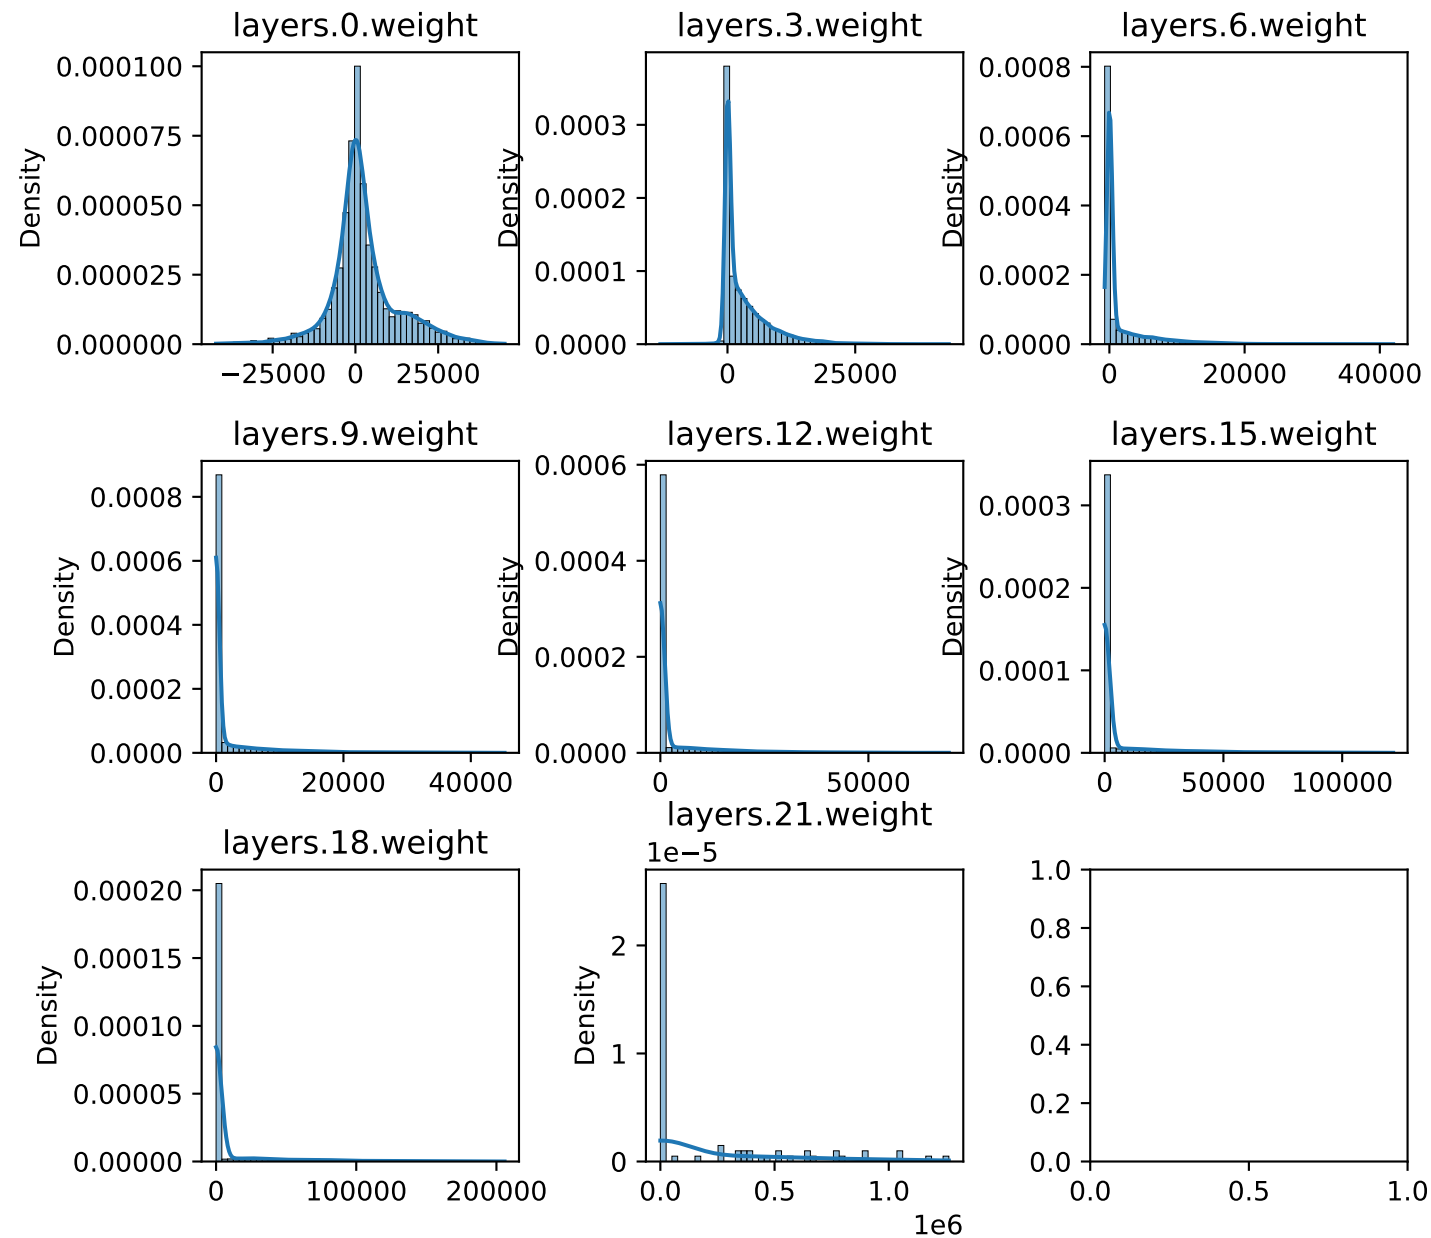 layers.0.weight
Density
0.000100
0.000075
0.000050
0.000025
0.000000
−25000 0 25000
layers.3.weight
Density
0.0003
0.0002
0.0001
0.0000
0 25000
layers.6.weight
Density
0.0008
0.0006
0.0004
0.0002
0.0000
0 20000 40000
layers.9.weight
Density
0.0008
0.0006
0.0004
0.0002
0.0000
0 20000 40000
layers.12.weight
Density
0.0006
0.0004
0.0002
0.0000
0 50000
layers.15.weight
Density
0.0003
0.0002
0.0001
0.0000
0 50000 100000
layers.18.weight
Density
0.00020
0.00015
0.00010
0.00005
0.00000
0 100000 200000
layers.21.weight
1e−5
Density
2
1
0
0.0 0.5 1.0
1e6
1.0
0.8
0.6
0.4
0.2
0.0
0.0 0.5 1.0